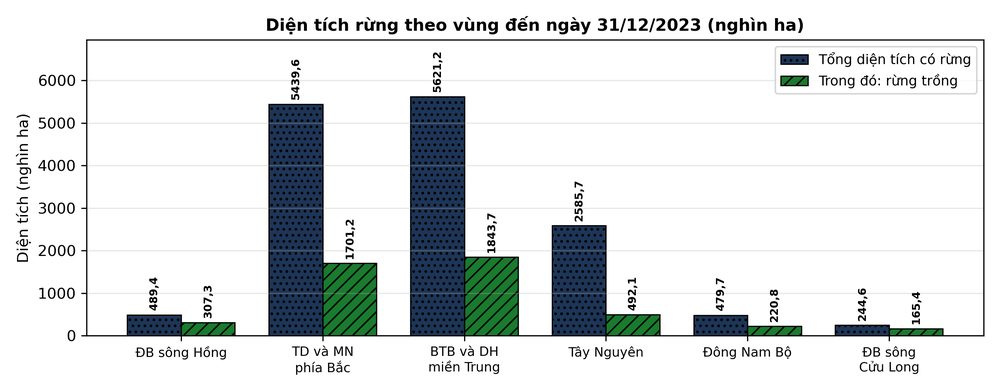 Diện tích rừng theo vùng đến ngày 31/12/2023 (nghìn ha)
Tổng diện tích có rừng
Trong đó: rừng trồng
Diện tích (nghìn ha)
6000
5000
4000
3000
2000
1000
0
489,4
307,3
5439,6
1701,2
5621,2
1843,7
2585,7
492,1
479,7
220,8
244,6
165,4
ĐB sông Hồng
TD và MN
phía Bắc
BTB và DH
miền Trung
Tây Nguyên
Đông Nam Bộ
ĐB sông
Cửu Long